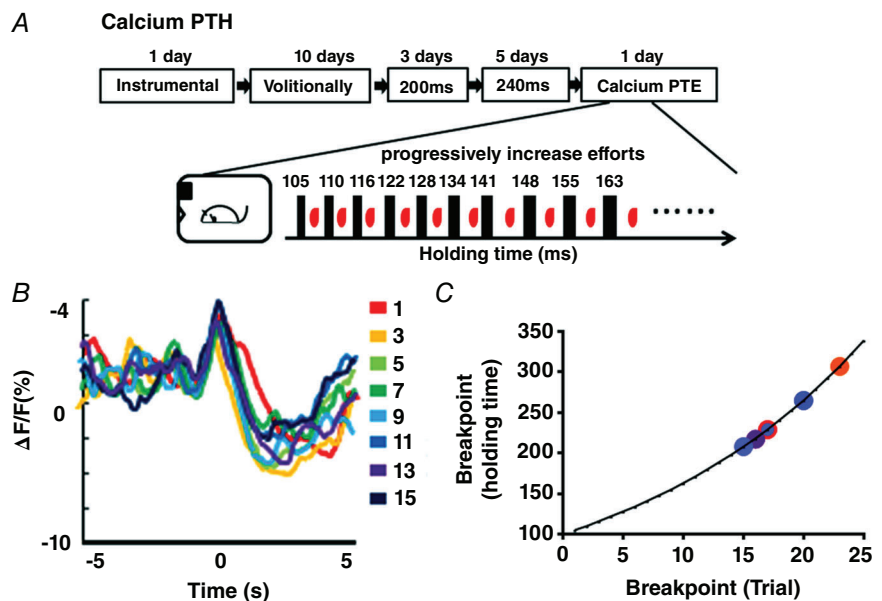 A
Calcium PTH
1 day 10 days 3 days 5 days 1 day
Instrumental Volitionally 200ms 240ms Calcium PTE
progressively increase efforts
105 110 116 122 128 134 141 148 155 163
Holding time (ms)
B
-4
0
-10
ΔF/F(%)
-5 0 5
Time (s)
1
3
5
7
9
11
13
15
C
350
300
250
200
150
100
Breakpoint
(holding time)
0 5 10 15 20 25
Breakpoint (Trial)